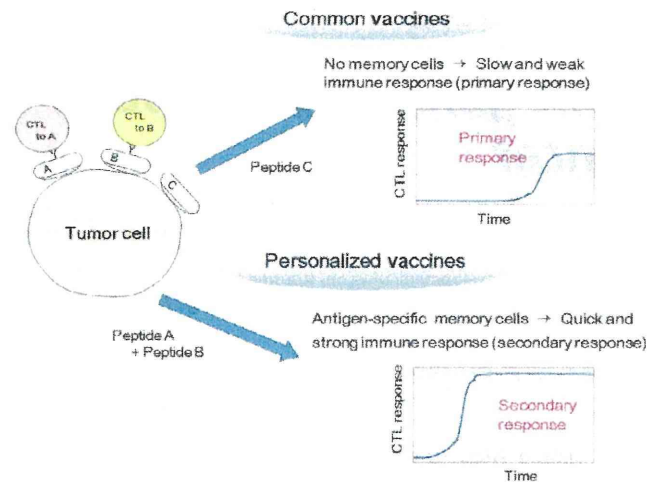 Common vaccines
No memory cells → Slow and weak
immune response (primary response)
CTL
to A
CTL
to B
A
B
C
Tumor cell
Peptide C
CTL response
Primary
response
Time
Personalized vaccines
Peptide A
+ Peptide B
Antigen-specific memory cells → Quick and
strong immune response (secondary response)
CTL response
Secondary
response
Time